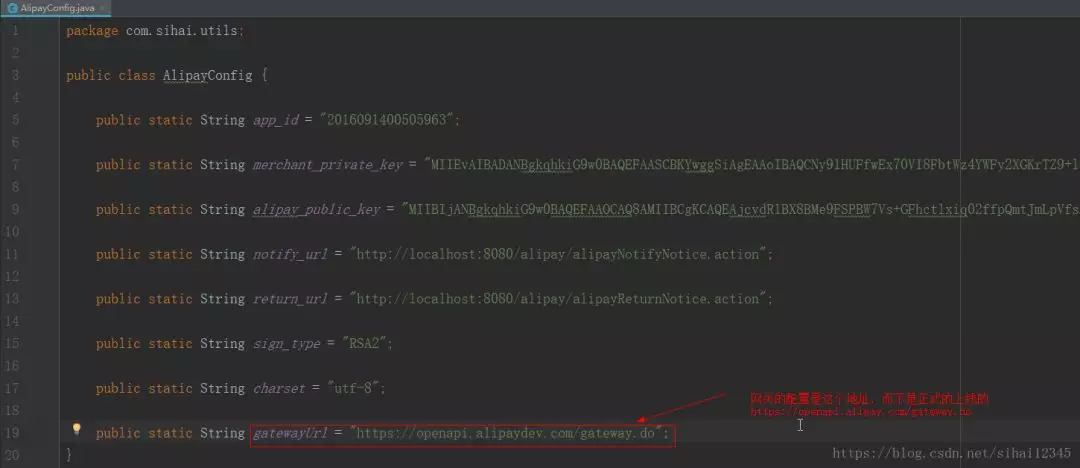 AlipayConfig.java
1 package com.sihai.utils;
2
3 public class AlipayConfig {
4
5 public static String app_id = "2016091400505963";
6
7 public static String merchant_private_key = "MIIEvAIBADANBgkqhkiG9w0BAQEFAASCBKYwggSiAgEAAoIBAQCNy91HUFfwEx70VI8FbtWz4YWFy2XGKrTZ9+l
8
9 public static String alipay_public_key = "MIIBIjANBgkqhkiG9w0BAQEFAAOCAQ8AMIIBCgKCAQEAjcydR1BX8BMe9FSPBW7Vs+GFhctlxiq02ffpQmtJmLpVfs
10
11 public static String notify_url = "http://localhost:8080/alipay/alipayNotifyNotice.action";
12
13 public static String return_url = "http://localhost:8080/alipay/alipayReturnNotice.action";
14
15 public static String sign_type = "RSA2";
16
17 public static String charset = "utf-8";
18
网关的配置是这个地址，而不是正式的上线的
https://openapi.alipay.com/gateway.do
19 public static String gatewayUrl = "https://openapi.alipaydev.com/gateway.do";
20 }
https://blog.csdn.net/sihai12345